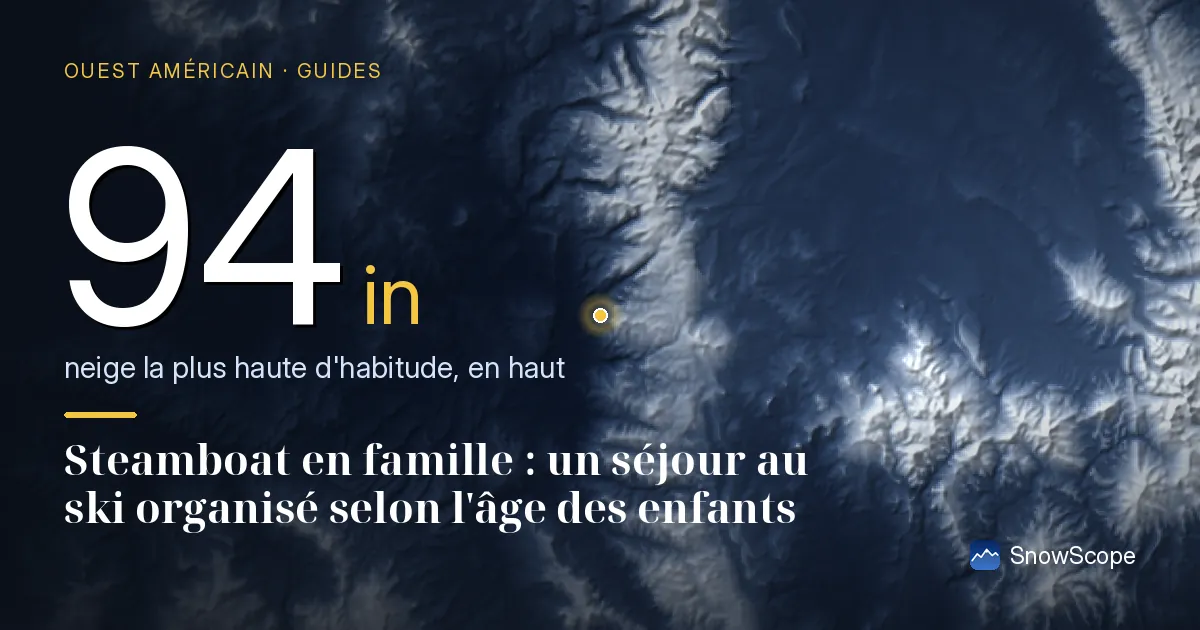 OUEST AMÉRICAIN · GUIDES
94 in
neige la plus haute d'habitude, en haut
Steamboat en famille : un séjour au
ski organisé selon l'âge des enfants
SnowScope